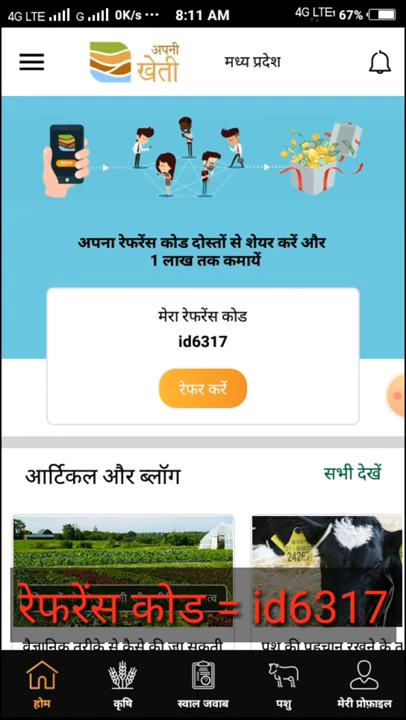 4G LTE G 0K/s ··· 8:11 AM 4G LTE 67%
अपनी
खेती
मध्य प्रदेश
अपना रेफरेंस कोड दोस्तों से शेयर करें और
1 लाख तक कमायें
मेरा रेफरेंस कोड
id6317
रेफर करें
आर्टिकल और ब्लॉग
सभी देखें
रेफरेंस कोड = id6317
वैज्ञानिक तरीके से कैसे की जा सकती
पशु की पहचान रखने के
होम
कृषि
स्वाल जवाब
पशु
मेरी प्रोफ़ाइल